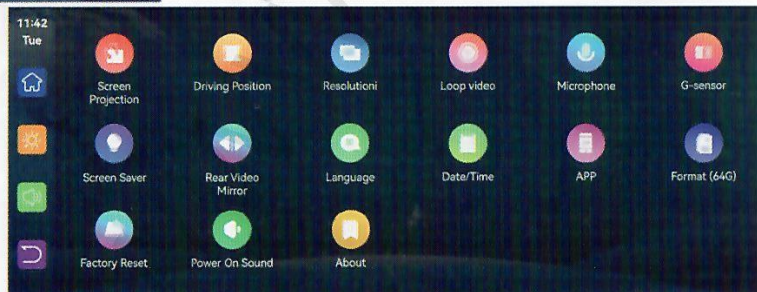 11:42
Tue
Screen
Projection
Driving Position
Resolutioni
Loop video
Microphone
G-sensor
Screen Saver
Rear Video
Mirror
Language
Date/Time
APP
Format (64G)
Factory Reset
Power On Sound
About